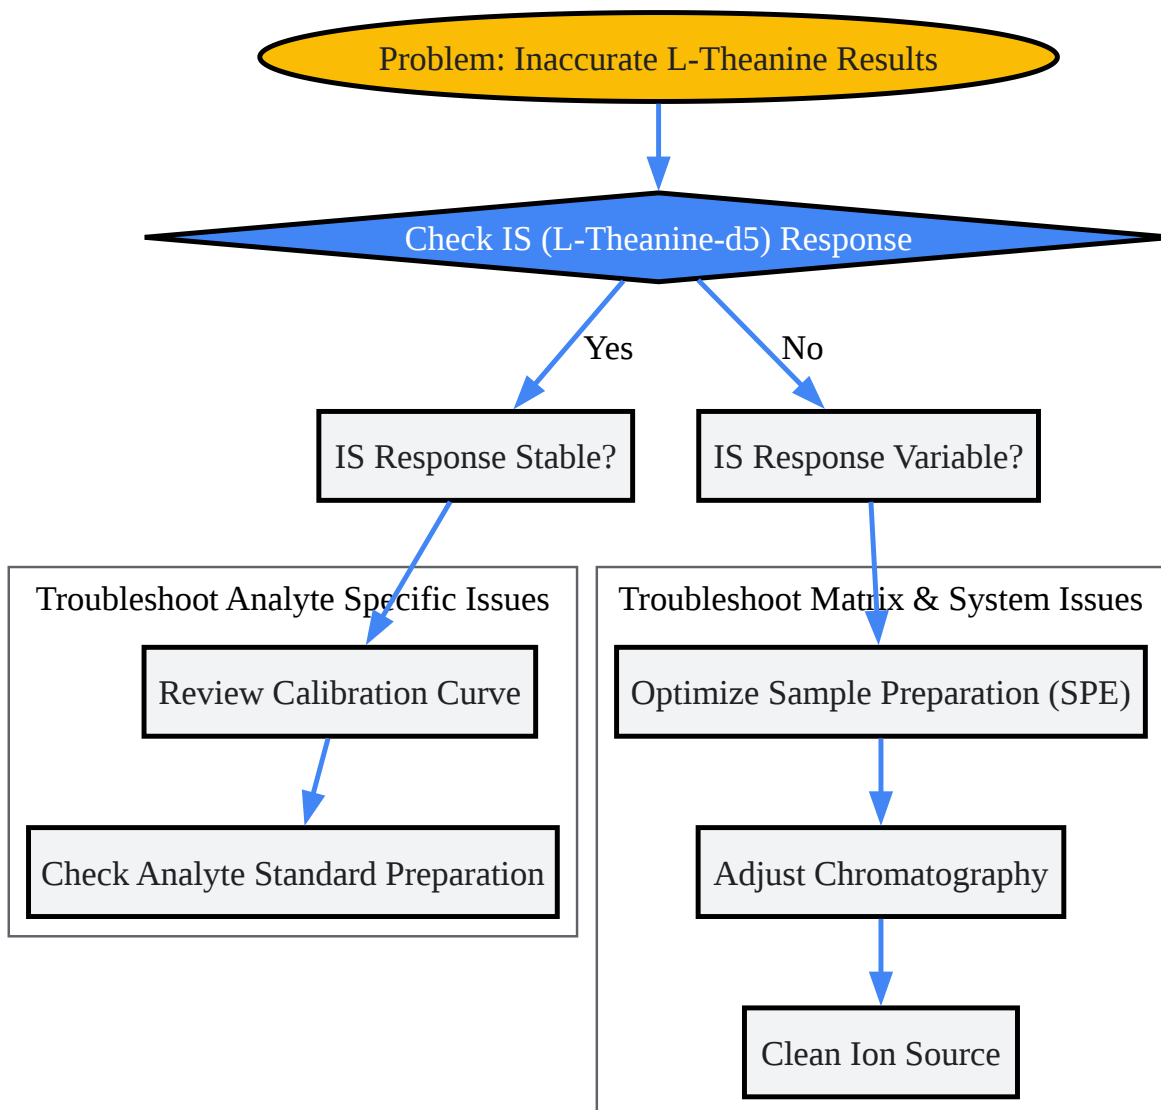 Problem: Inaccurate L-Theanine Results
Check IS (L-Theanine-d5) Response
Yes
No
IS Response Stable?
IS Response Variable?
Troubleshoot Analyte Specific Issues
Troubleshoot Matrix & System Issues
Review Calibration Curve
Optimize Sample Preparation (SPE)
Check Analyte Standard Preparation
Adjust Chromatography
Clean Ion Source